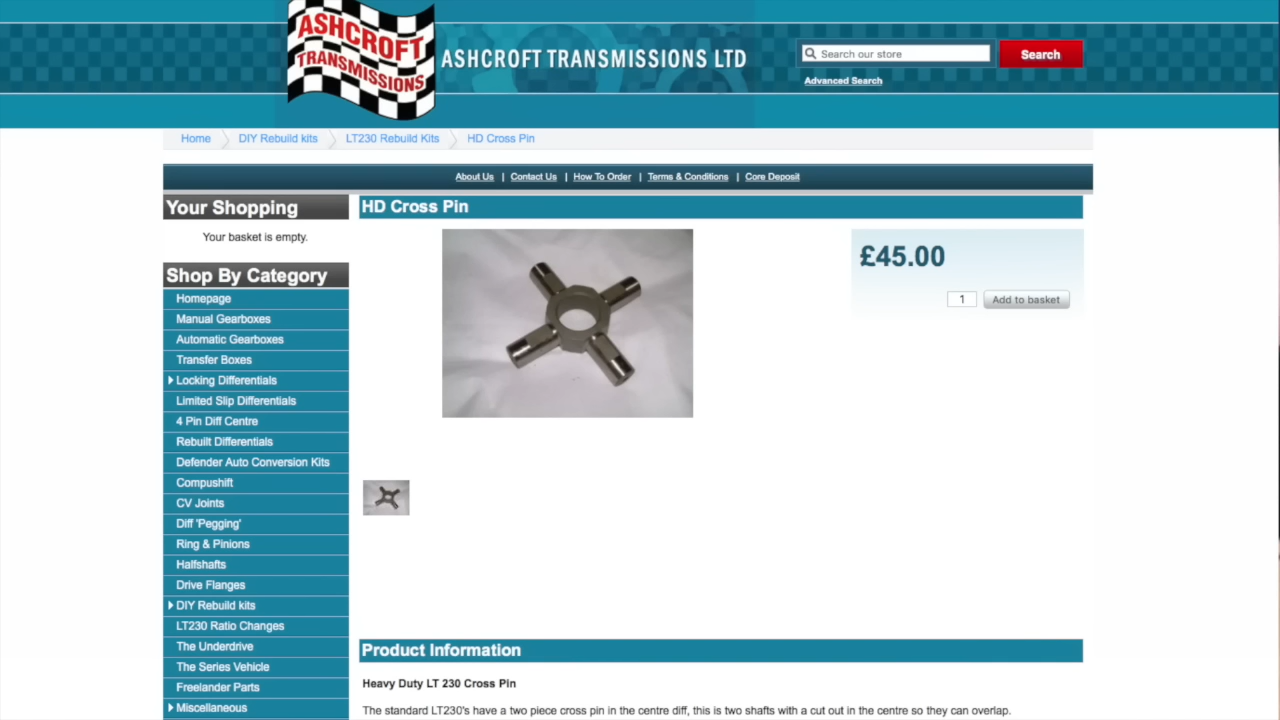 ASHCROFT
TRANSMISSIONS
ASHCROFT TRANSMISSIONS LTD
Search our store
Search
Advanced Search
Home
DIY Rebuild kits
LT230 Rebuild Kits
HD Cross Pin
About Us | Contact Us | How To Order | Terms & Conditions | Core Deposit
Your Shopping
Your basket is empty.
Shop By Category
Homepage
Manual Gearboxes
Automatic Gearboxes
Transfer Boxes
Locking Differentials
Limited Slip Differentials
4 Pin Diff Centre
Rebuilt Differentials
Defender Auto Conversion Kits
Compushift
CV Joints
Diff 'Pegging'
Ring & Pinions
Halfshafts
Drive Flanges
DIY Rebuild kits
LT230 Ratio Changes
The Underdrive
The Series Vehicle
Freelander Parts
Miscellaneous
HD Cross Pin
£45.00
1
Add to basket
Product Information
Heavy Duty LT 230 Cross Pin
The standard LT230's have a two piece cross pin in the centre diff, this is two shafts with a cut out in the centre so they can overlap.